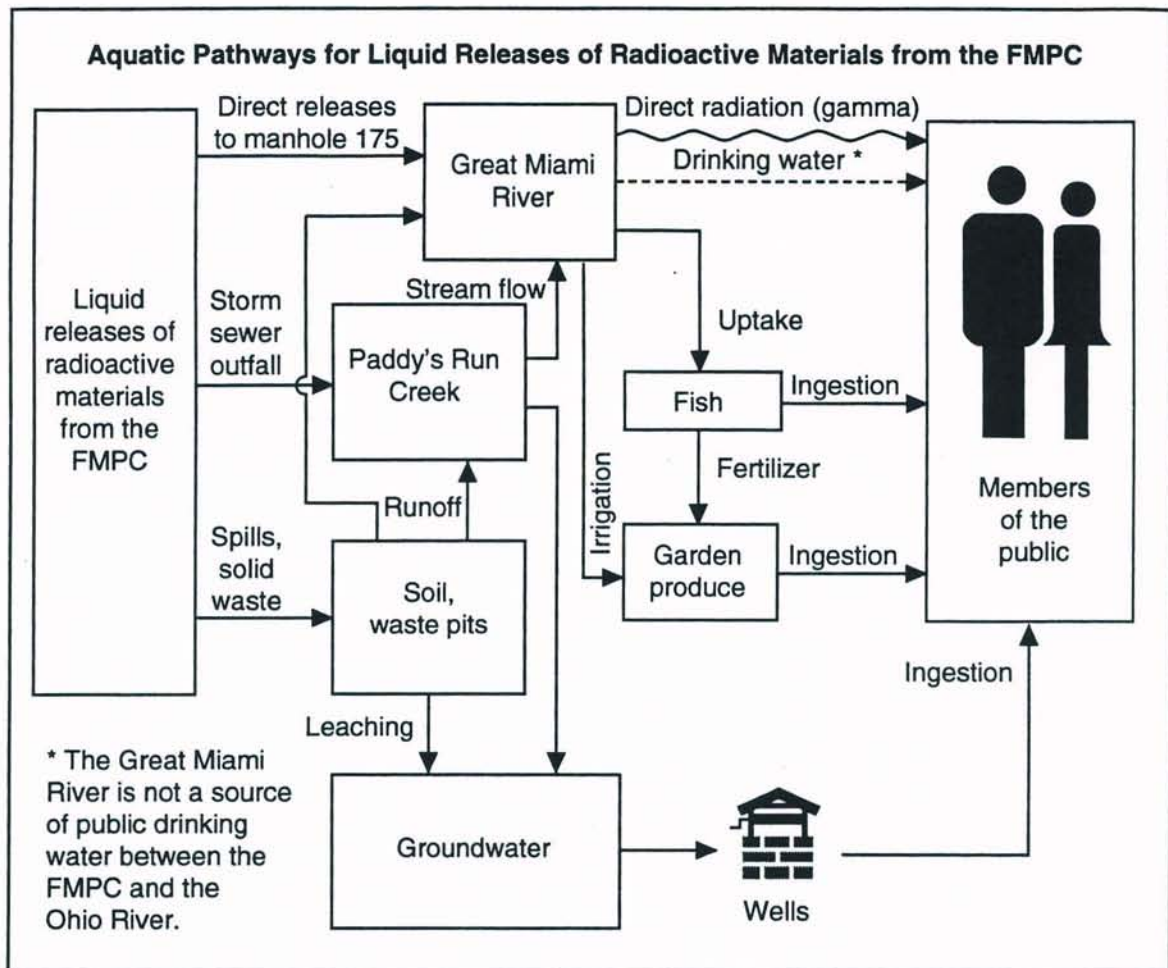 Aquatic Pathways for Liquid Releases of Radioactive Materials from the FMPC
Direct releases
to manhole 175
Great Miami
River
Direct radiation (gamma)
Drinking water *
Liquid
releases of
radioactive
materials
from the
FMPC
Storm
sewer
outfall
Stream flow
Paddy's Run
Creek
Uptake
Fish
Ingestion
Fertilizer
Irrigation
Garden
produce
Ingestion
Members
of the
public
Runoff
Spills,
solid
waste
Soil,
waste pits
Leaching
Ingestion
Groundwater
Wells
* The Great Miami
River is not a source
of public drinking
water between the
FMPC and the
Ohio River.